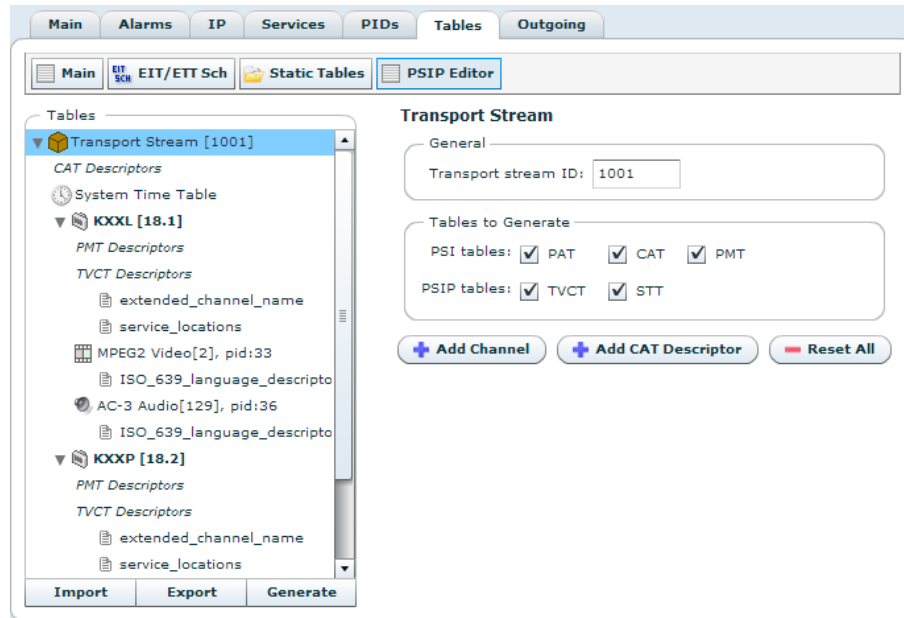 Main Alarms IP Services PIDs Tables Outgoing
Main EIT SCH EIT/ETT Sch Static Tables PSIP Editor
Tables
Transport Stream [1001]
CAT Descriptors
System Time Table
KXXL [18.1]
PMT Descriptors
TVCT Descriptors
extended_channel_name
service_locations
MPEG2 Video[2], pid:33
ISO_639_language_descripto
AC-3 Audio[129], pid:36
ISO_639_language_descripto
KXXP [18.2]
PMT Descriptors
TVCT Descriptors
extended_channel_name
service_locations
Import Export Generate
Transport Stream
General
Transport stream ID: 1001
Tables to Generate
PSI tables: PAT CAT PMT
PSIP tables: TVCT STT
Add Channel Add CAT Descriptor Reset All